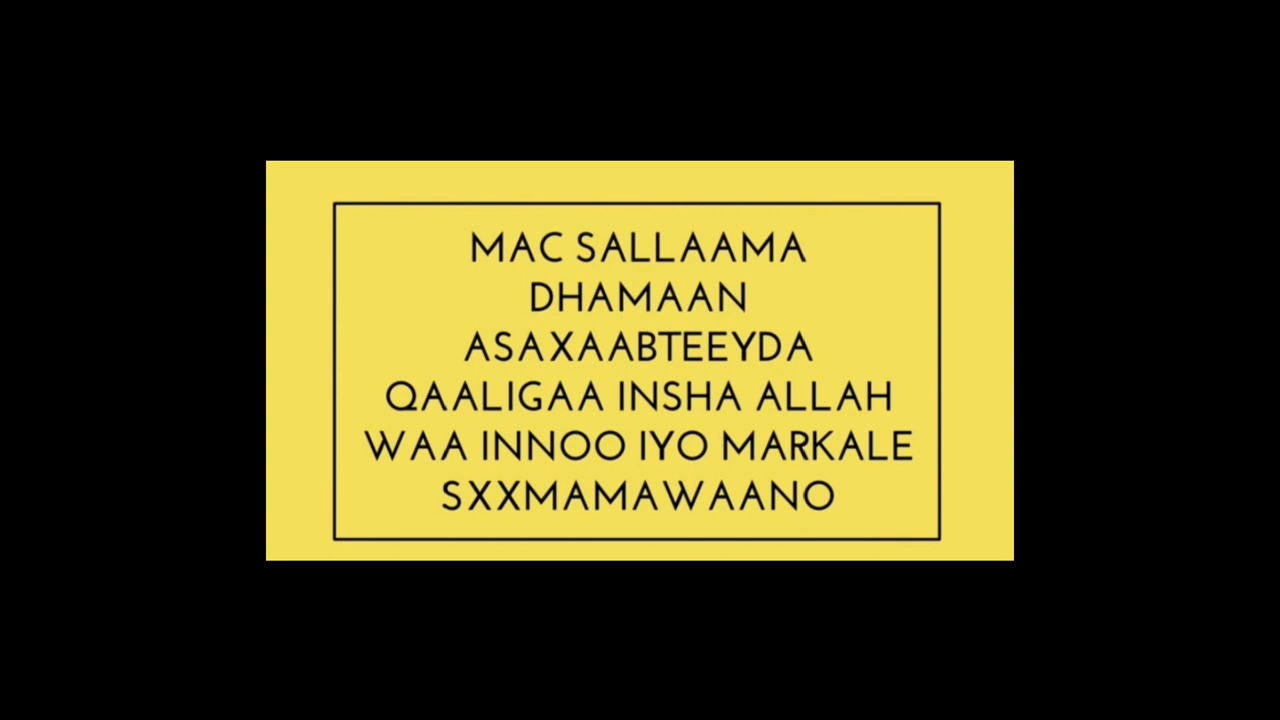 MAC SALLAAMA
DHAMAAN
ASAXAABTEEYDA
QAALIGAA INSHA ALLAH
WAA INNOO IYO MARKALE
SXXMAMAWAANO